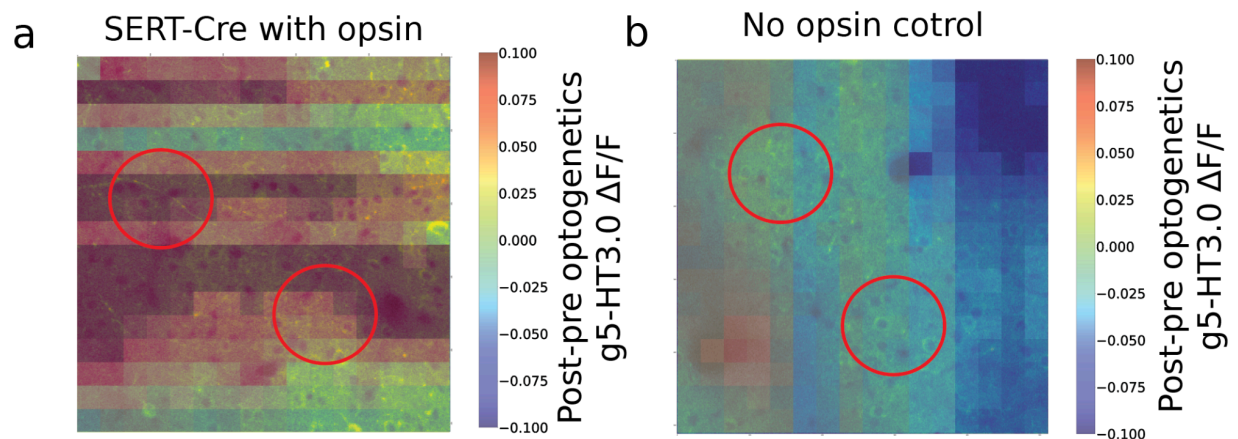 a
SERT-Cre with opsin
0.100
0.075
0.050
0.025
0.000
−0.025
−0.050
−0.075
−0.100
Post-pre optogenetics
g5-HT3.0 ΔF/F
b
No opsin cotrol
0.100
0.075
0.050
0.025
0.000
−0.025
−0.050
−0.075
−0.100
Post-pre optogenetics
g5-HT3.0 ΔF/F